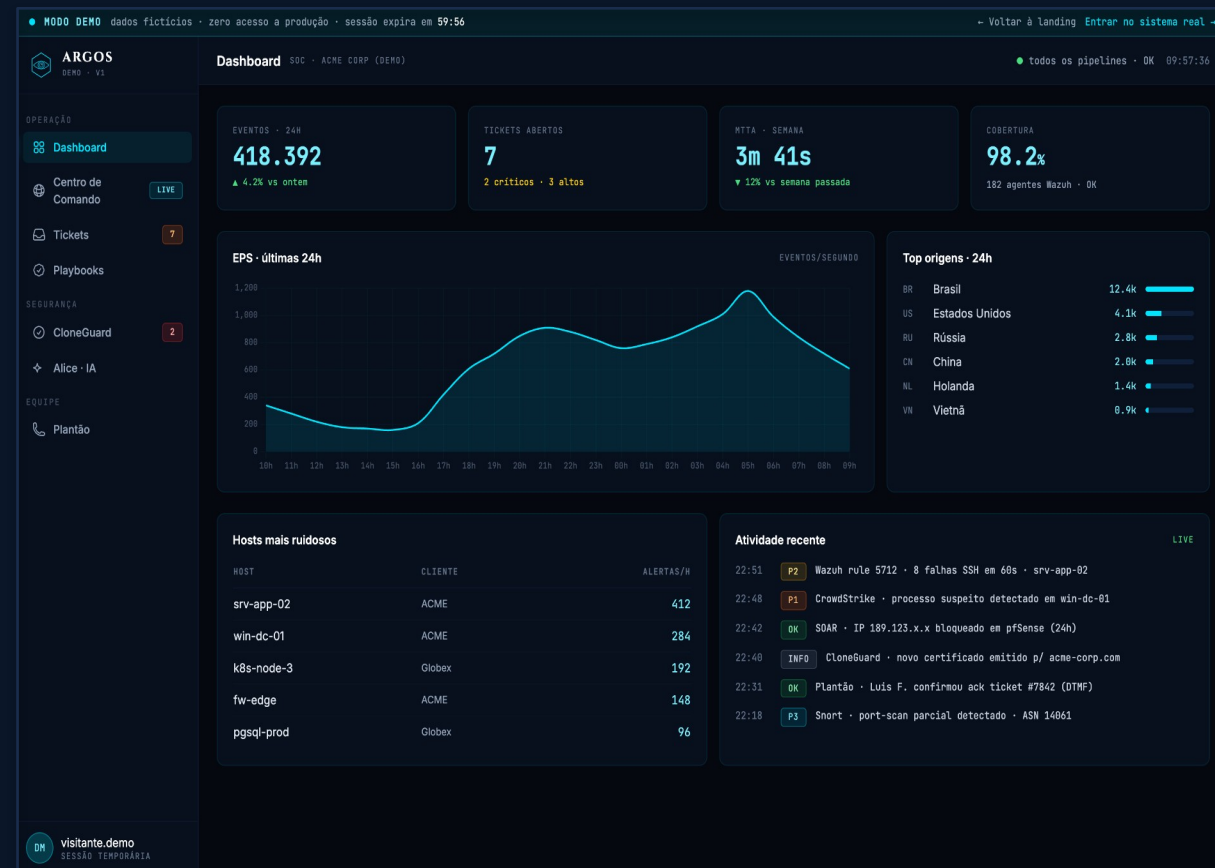 MODO DEMO dados fictícios · zero acesso a produção · sessão expira em 59:56
← Voltar à landing Entrar no sistema real →
ARGOS
DEMO · V1
Dashboard SOC · ACME CORP (DEMO)
todos os pipelines · OK 09:57:36
OPERAÇÃO
Dashboard
Centro de
Comando
LIVE
Tickets 7
Playbooks
SEGURANÇA
CloneGuard 2
Alice · IA
EQUIPE
Plantão
EVENTOS · 24H
418.392
▲ 4.2% vs ontem
TICKETS ABERTOS
7
2 críticos · 3 altos
MTTA · SEMANA
3m 41s
▼ 12% vs semana passada
COBERTURA
98.2%
182 agentes Wazuh · OK
EPS · últimas 24h EVENTOS/SEGUNDO
1,200
1,000
800
600
400
200
0
10h 11h 12h 13h 14h 15h 16h 17h 18h 19h 20h 21h 22h 23h 00h 01h 02h 03h 04h 05h 06h 07h 08h 09h
Top origens · 24h
BR Brasil 12.4k
US Estados Unidos 4.1k
RU Rússia 2.8k
CN China 2.0k
NL Holanda 1.4k
VN Vietnã 0.9k
Hosts mais ruidosos
HOST CLIENTE ALERTAS/H
srv-app-02 ACME 412
win-dc-01 ACME 284
k8s-node-3 Globex 192
fw-edge ACME 148
pgsql-prod Globex 96
Atividade recente LIVE
22:51 P2 Wazuh rule 5712 · 8 falhas SSH em 60s · srv-app-02
22:48 P1 CrowdStrike · processo suspeito detectado em win-dc-01
22:42 OK SOAR · IP 189.123.x.x bloqueado em pfSense (24h)
22:40 INFO CloneGuard · novo certificado emitido p/ acme-corp.com
22:31 OK Plantão · Luis F. confirmou ack ticket #7842 (DTMF)
22:18 P3 Snort · port-scan parcial detectado · ASN 14061
DM
visitante.demo
SESSÃO TEMPORÁRIA